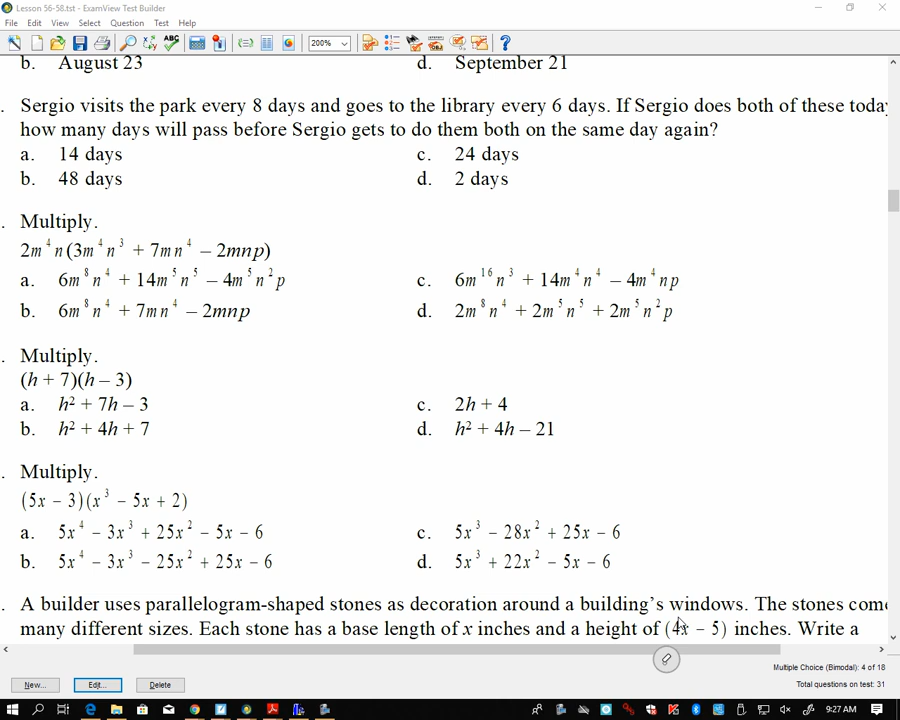 Lesson 56-58.tst - ExamView Test Builder
File Edit View Select Question Test Help
200%
b. August 23
d. September 21
. Sergio visits the park every 8 days and goes to the library every 6 days. If Sergio does both of these today
how many days will pass before Sergio gets to do them both on the same day again?
a. 14 days
c. 24 days
b. 48 days
d. 2 days
. Multiply.
2m⁴n(3m⁴n³ + 7mn⁴ − 2mnp)
a. 6m⁸n⁴ + 14m⁵n⁵ − 4m⁵n²p
c. 6m¹⁶n³ + 14m⁴n⁴ − 4m⁴np
b. 6m⁸n⁴ + 7mn⁴ − 2mnp
d. 2m⁸n⁴ + 2m⁵n⁵ + 2m⁵n²p
. Multiply.
(h + 7)(h – 3)
a. h² + 7h – 3
c. 2h + 4
b. h² + 4h + 7
d. h² + 4h – 21
. Multiply.
(5x − 3)(x³ − 5x + 2)
a. 5x⁴ − 3x³ + 25x² − 5x − 6
c. 5x³ − 28x² + 25x − 6
b. 5x⁴ − 3x³ − 25x² + 25x − 6
d. 5x³ + 22x² − 5x − 6
. A builder uses parallelogram-shaped stones as decoration around a building's windows. The stones come
many different sizes. Each stone has a base length of x inches and a height of (4x − 5) inches. Write a
Multiple Choice (Bimodal): 4 of 18
New... Edit... Delete
Total questions on test: 31
9:27 AM